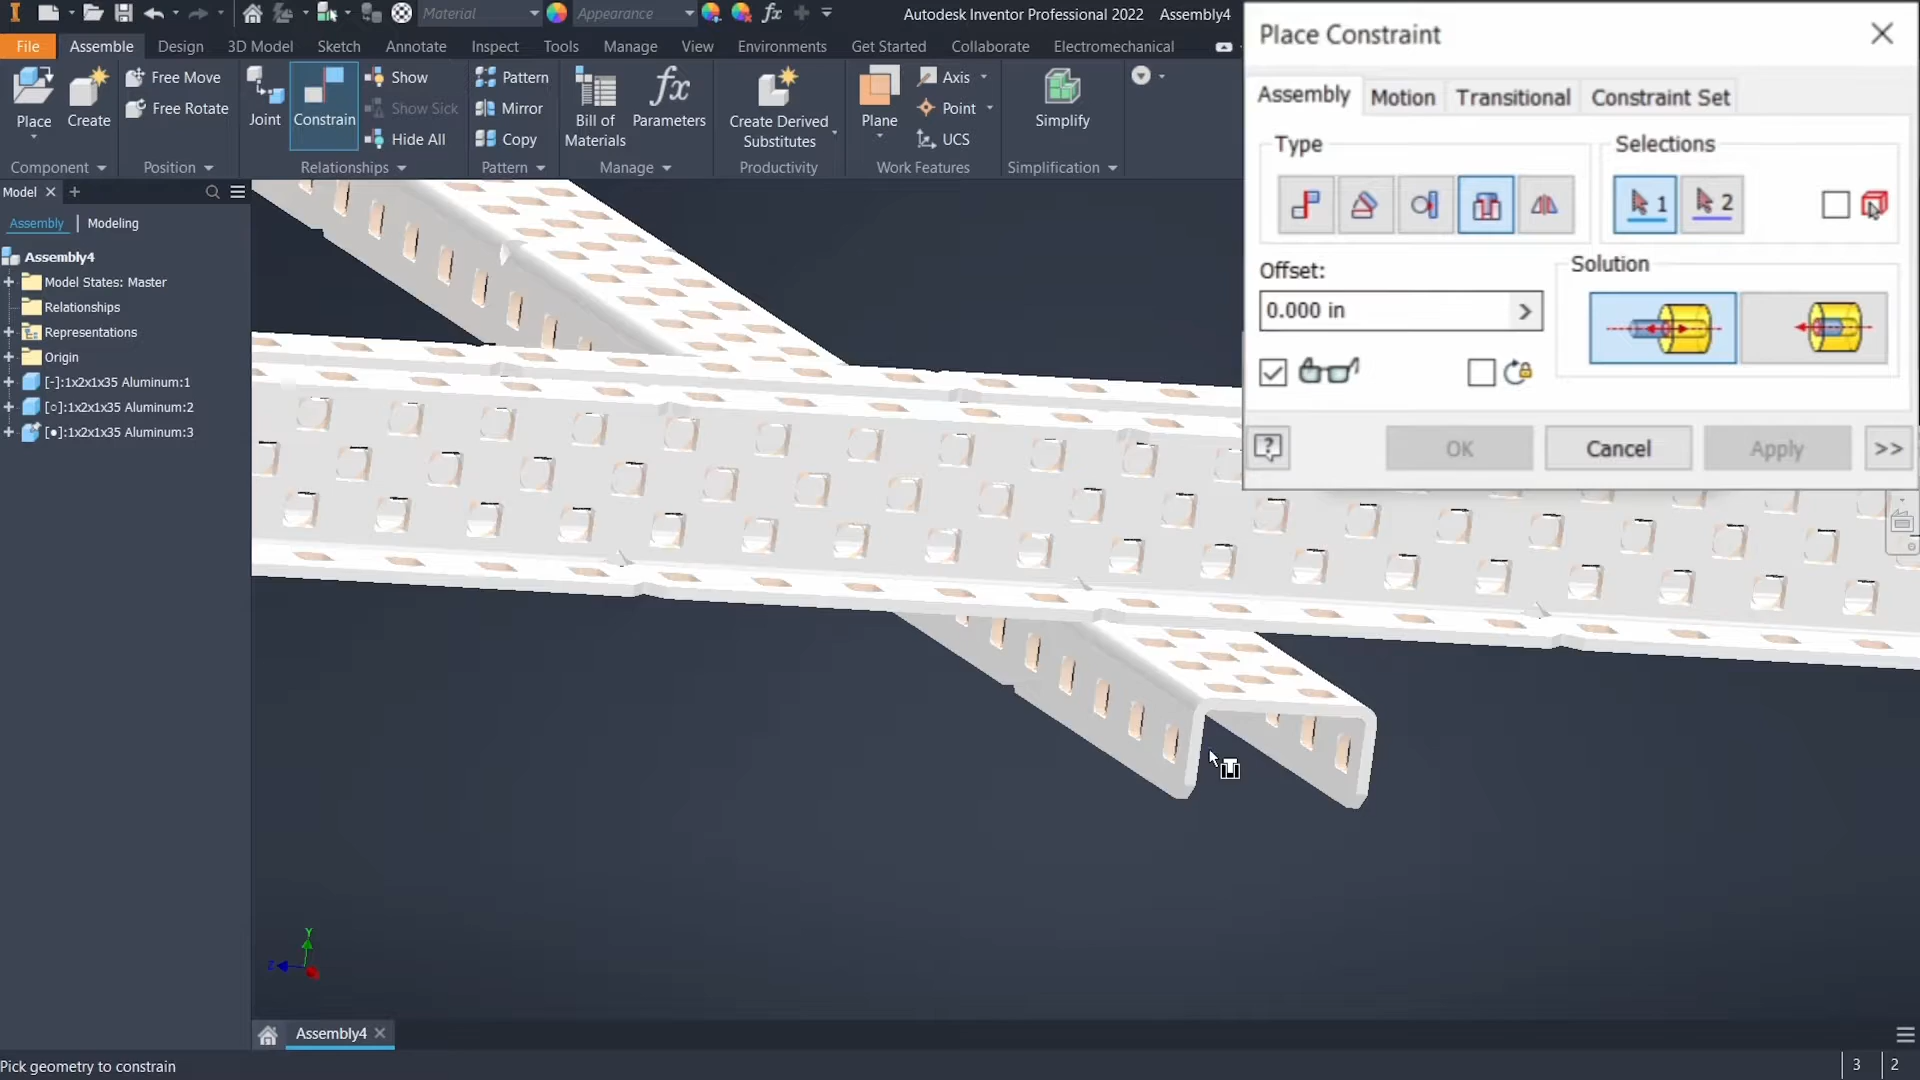 Material
Appearance
Autodesk Inventor Professional 2022 Assembly4
File Assemble Design 3D Model Sketch Annotate Inspect Tools Manage View Environments Get Started Collaborate Electromechanical
Place
Create
Free Move
Free Rotate
Joint
Constrain
Show
Show Sick
Hide All
Pattern
Mirror
Copy
Bill of
Materials
fx
Parameters
Create Derived
Substitutes
Plane
Axis
Point
UCS
Simplify
Component Position Relationships Pattern Manage Productivity Work Features Simplification
Place Constraint
Assembly Motion Transitional Constraint Set
Type
Selections
1
2
Offset:
0.000 in
Solution
OK
Cancel
Apply
>>
Model
Assembly | Modeling
Assembly4
Model States: Master
Relationships
Representations
Origin
[-]:1x2x1x35 Aluminum:1
[○]:1x2x1x35 Aluminum:2
[●]:1x2x1x35 Aluminum:3
Y
Z
Assembly4
Pick geometry to constrain
3
2